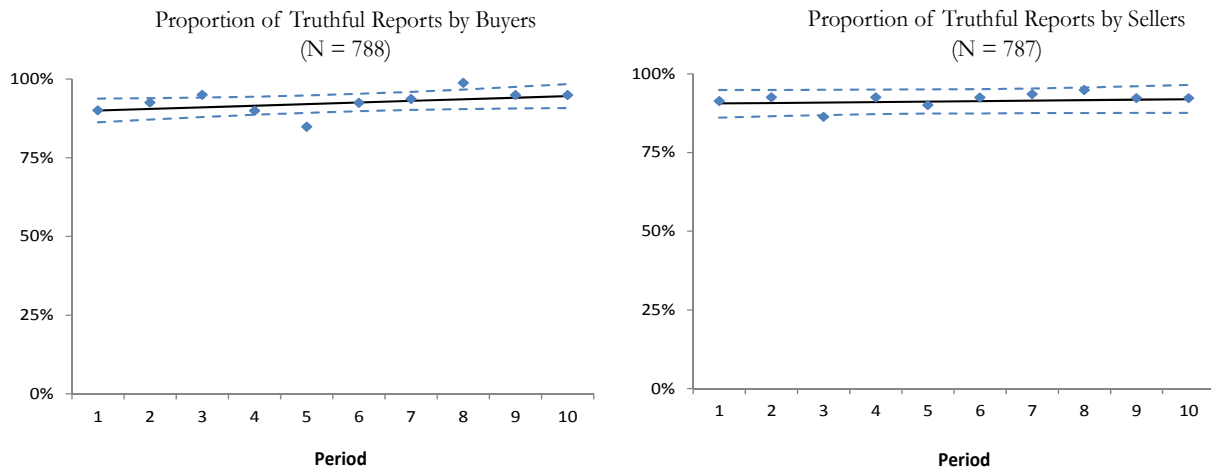 Proportion of Truthful Reports by Buyers
(N = 788)
100%
75%
50%
25%
0%
1 2 3 4 5 6 7 8 9 10
Period
Proportion of Truthful Reports by Sellers
(N = 787)
100%
75%
50%
25%
0%
1 2 3 4 5 6 7 8 9 10
Period